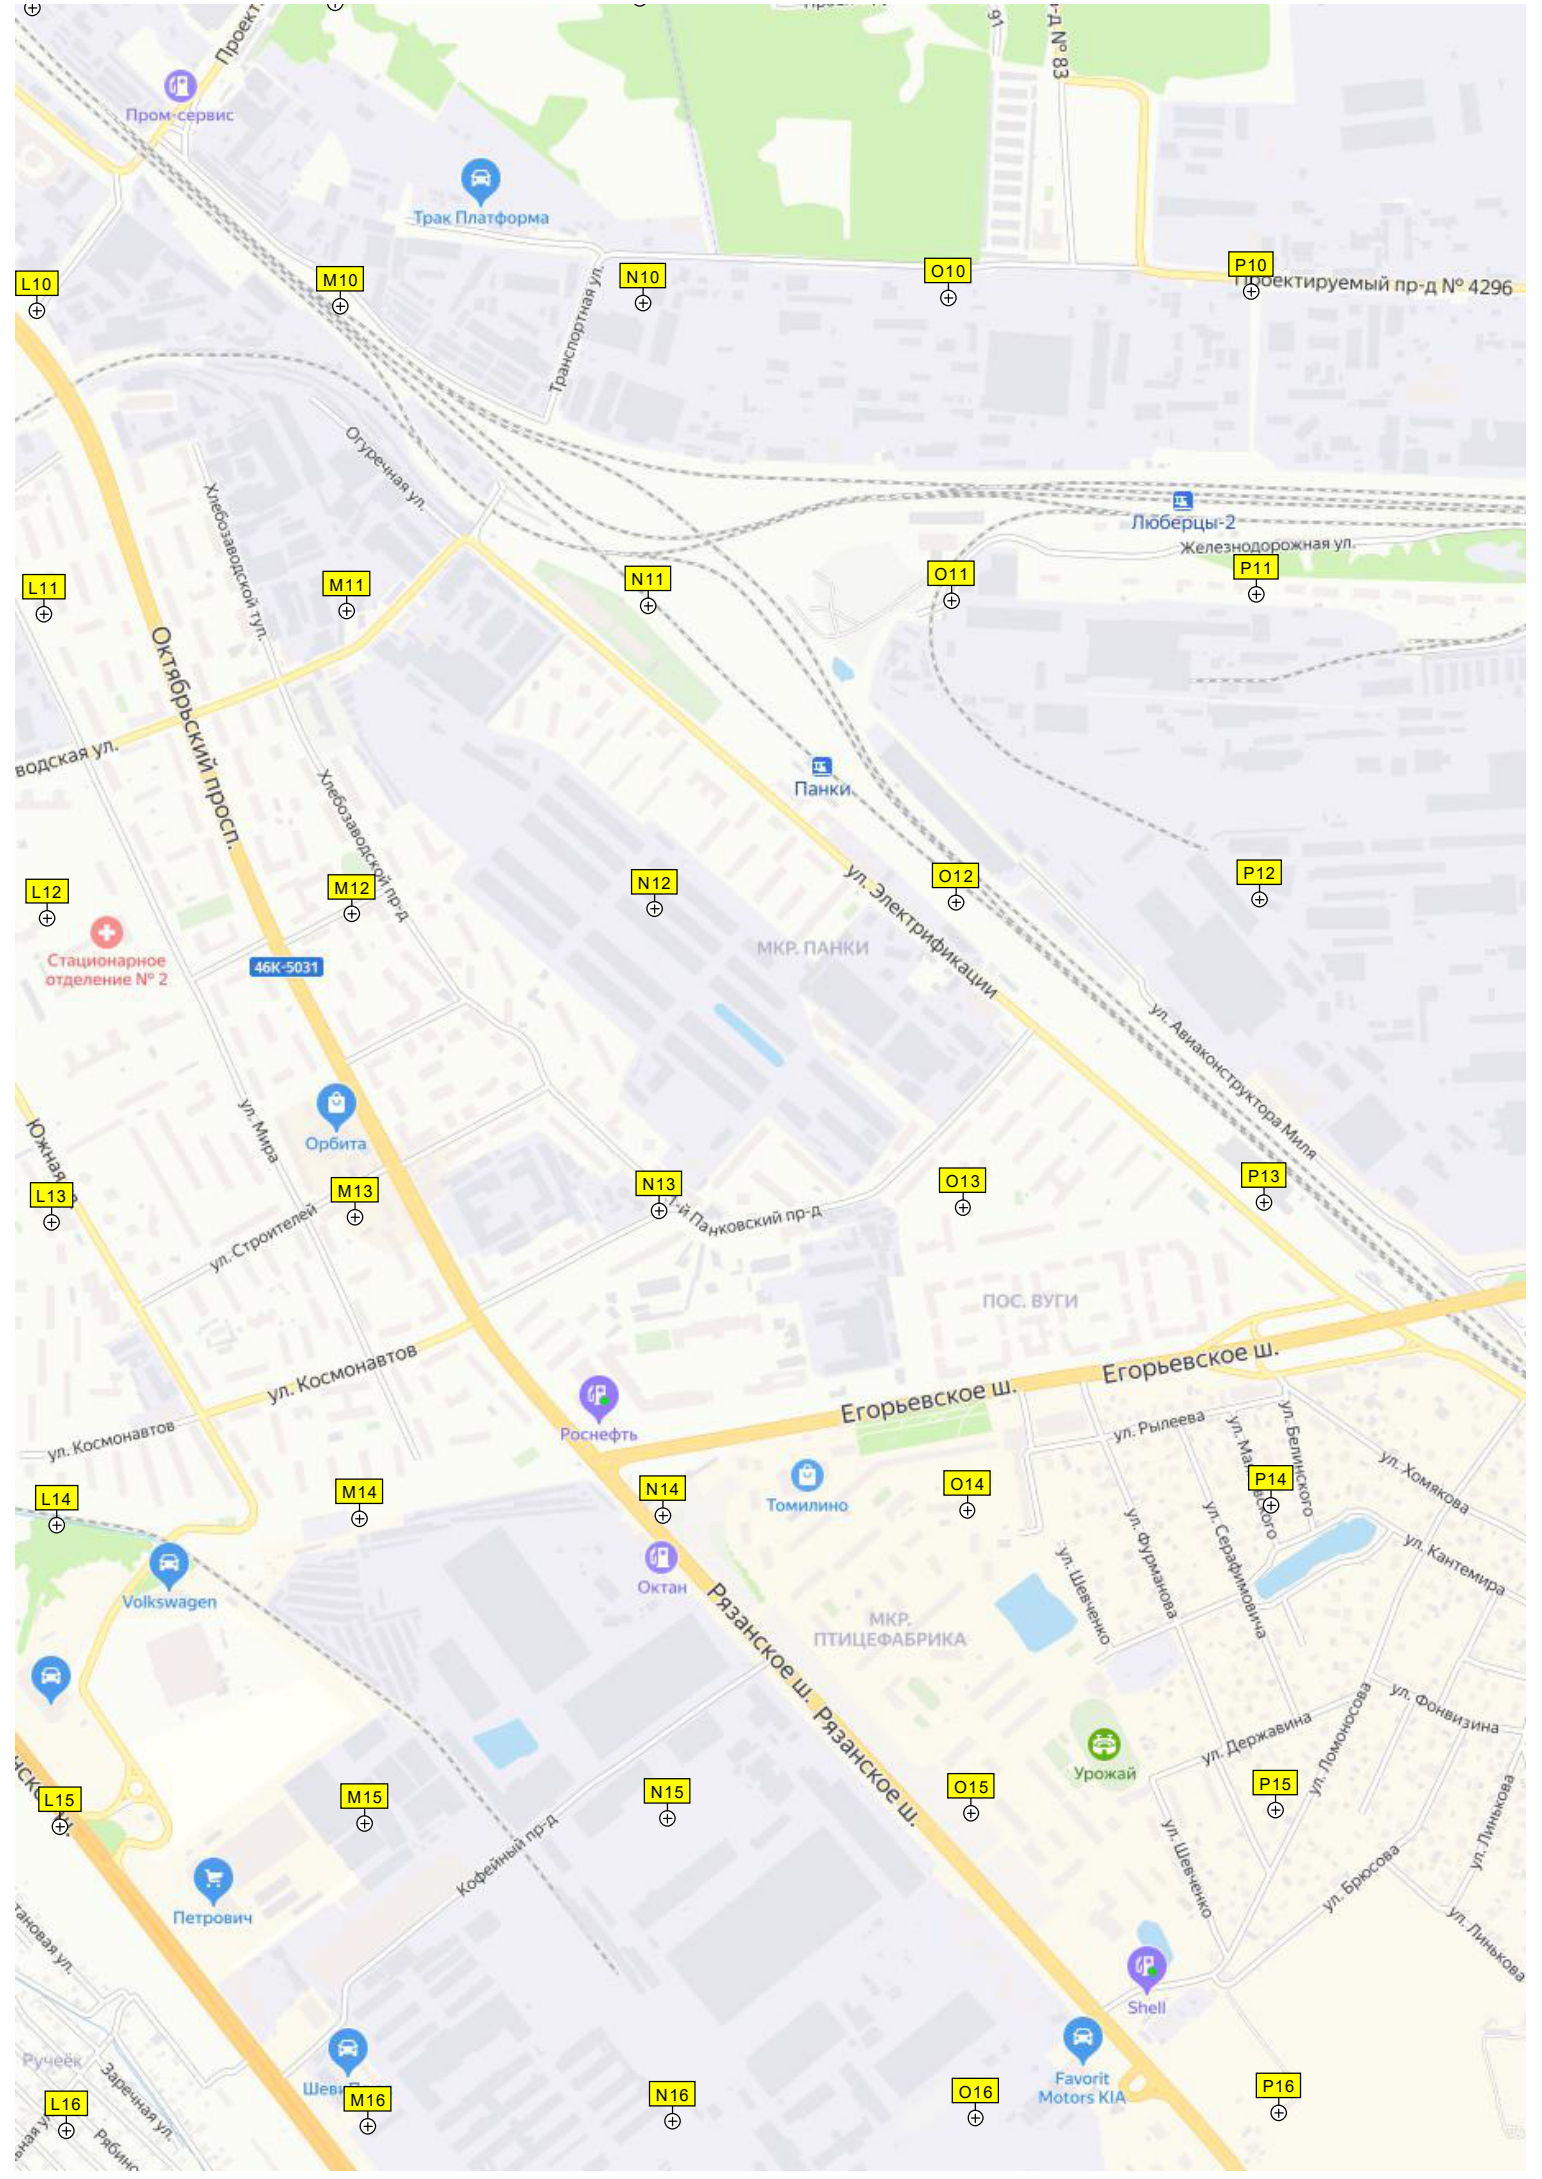 Проект
91
д № 83
Пром-сервис
Трак Платформа
L10
M10
N10
O10
P10
Проектируемый пр-д № 4296
Транспортная ул.
Огуречная ул.
Хлебозаводской туп.
Люберцы-2
Железнодорожная ул.
L11
M11
N11
O11
P11
Октябрьский просп.
водская ул.
Хлебозаводской пр-д
Панки
L12
M12
N12
O12
P12
ул. Электрификации
Стационарное
отделение № 2
46К-5031
МКР. ПАНКИ
ул. Авиаконструктора Миля
ул. Мира
Орбита
Южная
L13
M13
N13
O13
P13
1-й Панковский пр-д
ул. Строителей
ПОС. ВУГИ
ул. Космонавтов
Егорьевское ш.
Егорьевское ш.
ул. Космонавтов
Роснефть
ул. Рылеева
ул. Белинского
ул. Хомякова
L14
M14
N14
O14
P14
Томилино
ул. Фурманова
ул. Серафимовича
ул. Шевченко
ул. Кантемира
Volkswagen
Октан
Рязанское ш.
МКР.
ПТИЦЕФАБРИКА
Рязанское ш.
ул. Фонвизина
ул. Державина
ул. Ломоносова
Урожай
L15
M15
N15
O15
P15
ул. Линькова
Кофейный пр-д
ул. Шевченко
ул. Брюсова
Петрович
тановая ул.
ул. Линькова
Shell
Ручеёк
Заречная ул.
Favorit
Motors KIA
L16
M16
N16
O16
P16
Рябино